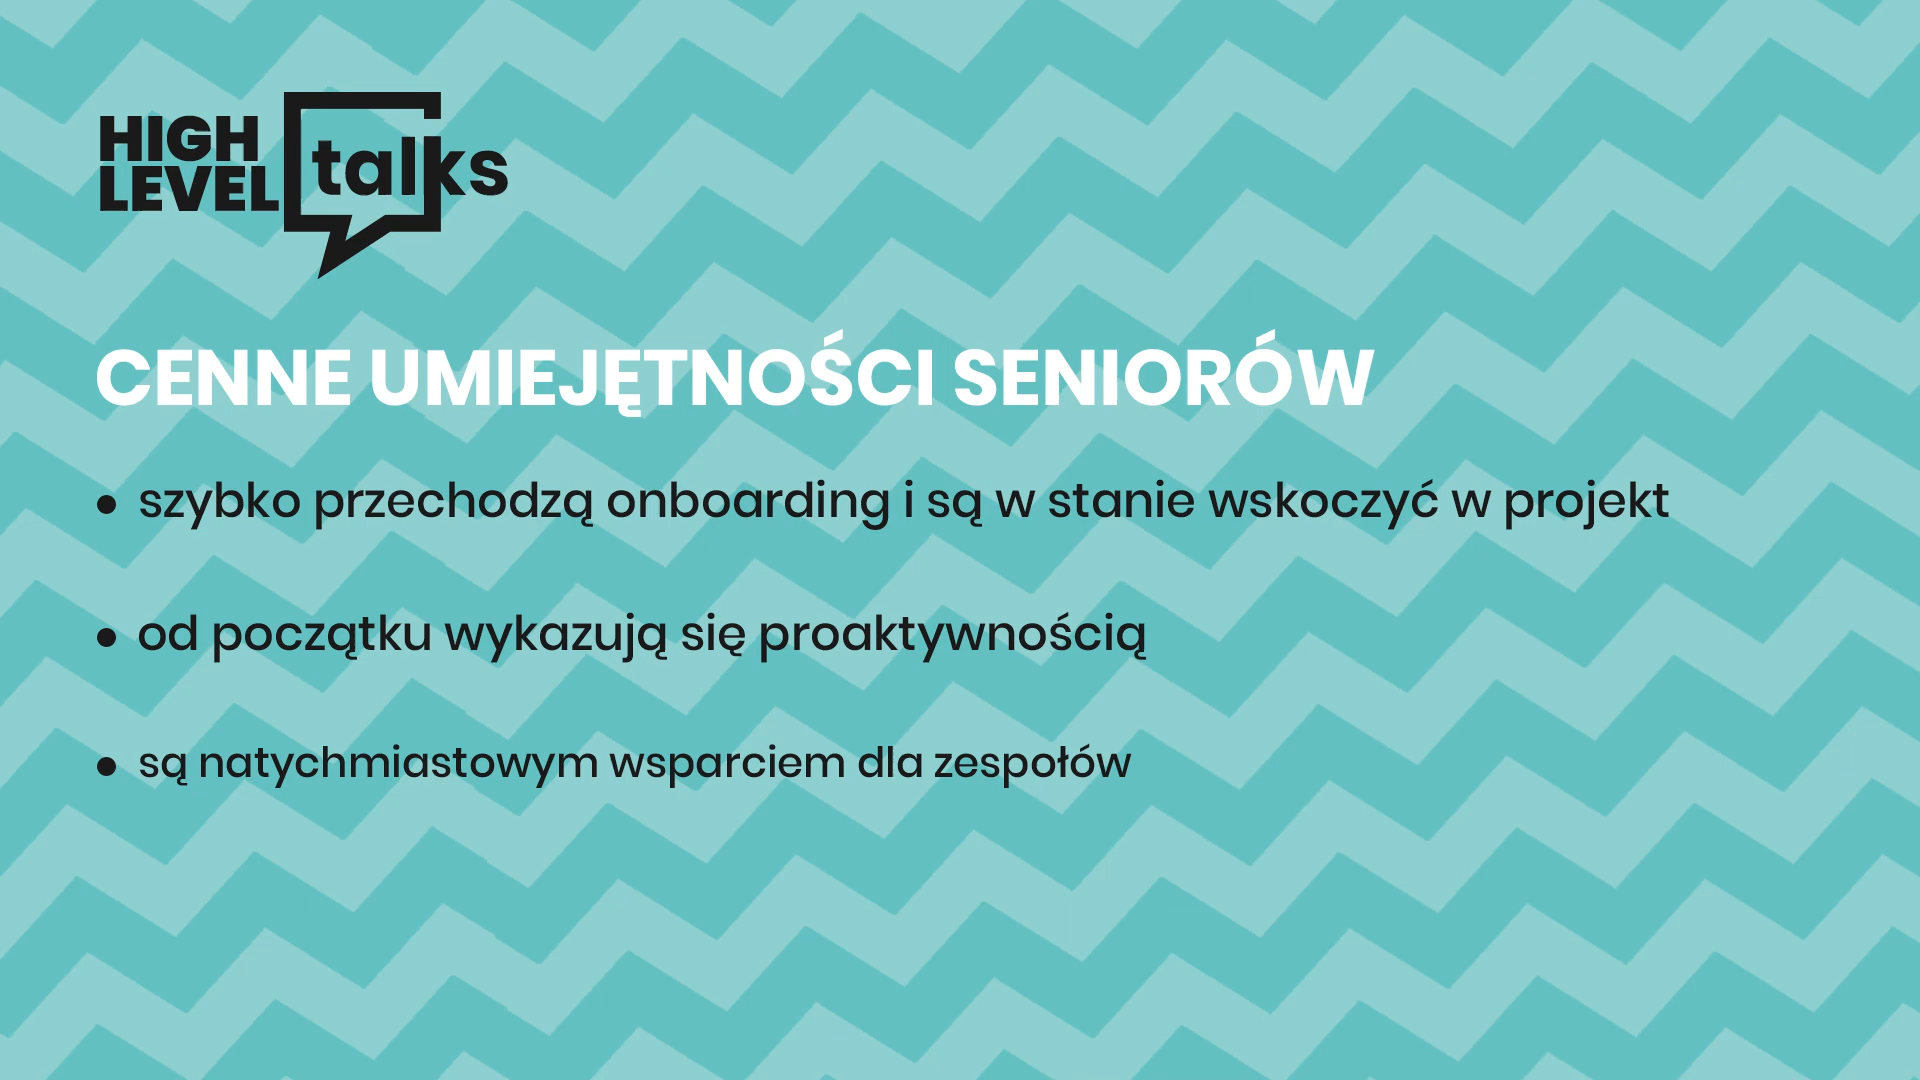 HIGH
LEVEL
talks
CENNE UMIEJĘTNOŚCI SENIORÓW
• szybko przechodzą onboarding i są w stanie wskoczyć w projekt
• od początku wykazują się proaktywnością
• są natychmiastowym wsparciem dla zespołów